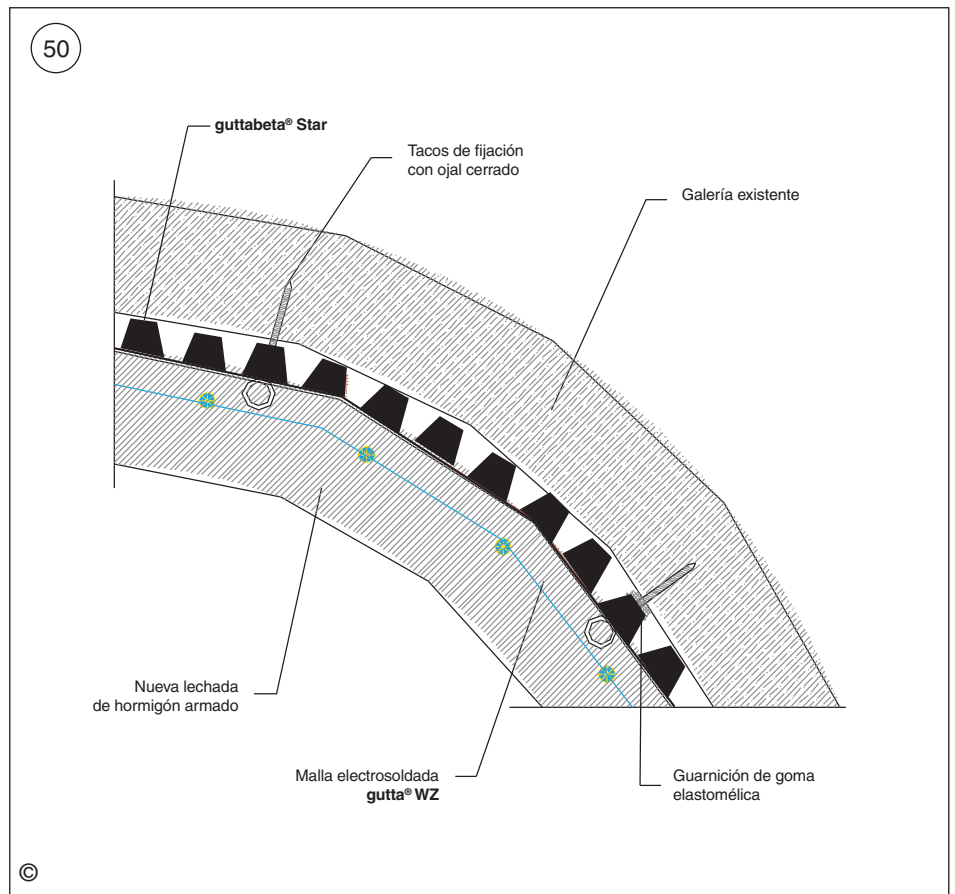 50
guttabeta® Star
Tacos de fijación
con ojal cerrado
Galería existente
Nueva lechada
de hormigón armado
Malla electrosoldada
gutta® WZ
Guarnición de goma
elastomélica
©